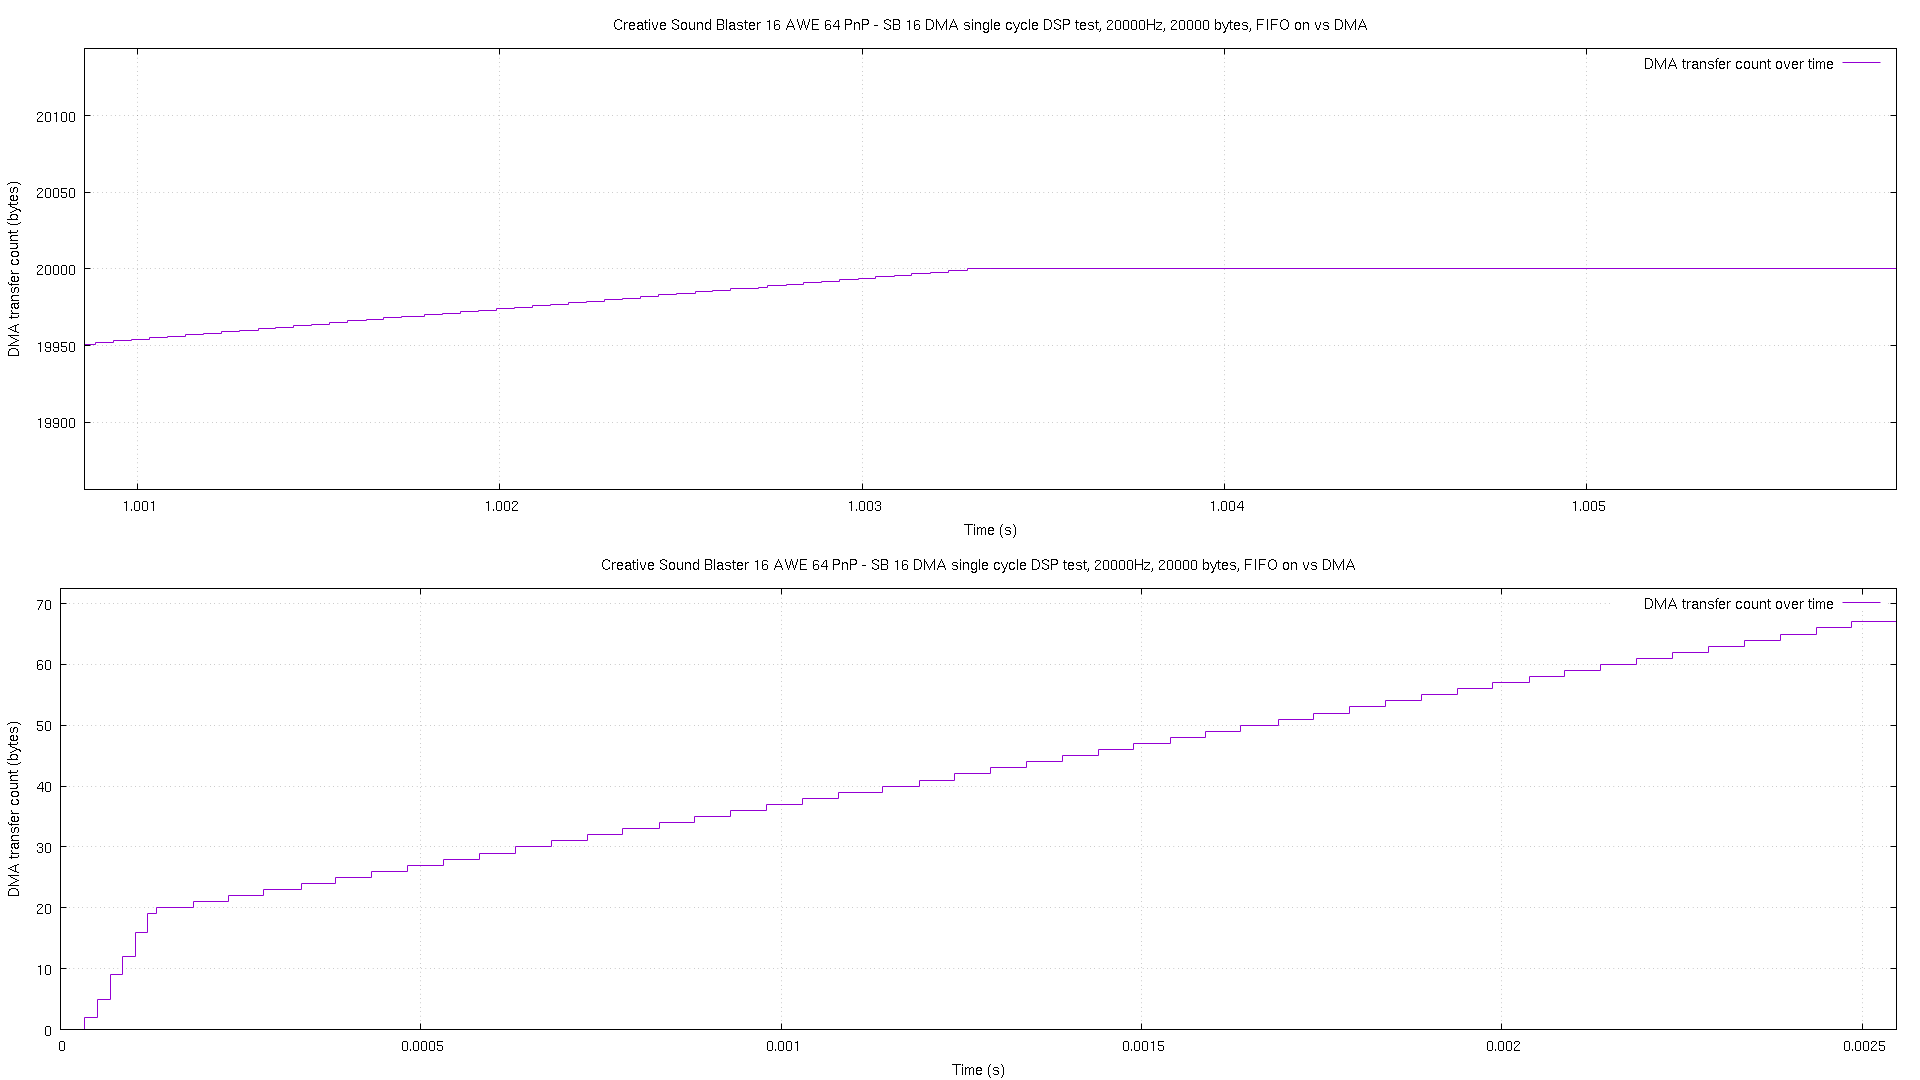 Creative Sound Blaster 16 AWE 64 PnP - SB 16 DMA single cycle DSP test, 20000Hz, 20000 bytes, FIFO on vs DMA
DMA transfer count over time
DMA transfer count (bytes)
20100
20050
20000
19950
19900
1.001 1.002 1.003 1.004 1.005
Time (s)
Creative Sound Blaster 16 AWE 64 PnP - SB 16 DMA single cycle DSP test, 20000Hz, 20000 bytes, FIFO on vs DMA
DMA transfer count over time
DMA transfer count (bytes)
70
60
50
40
30
20
10
0
0 0.0005 0.001 0.0015 0.002 0.0025
Time (s)